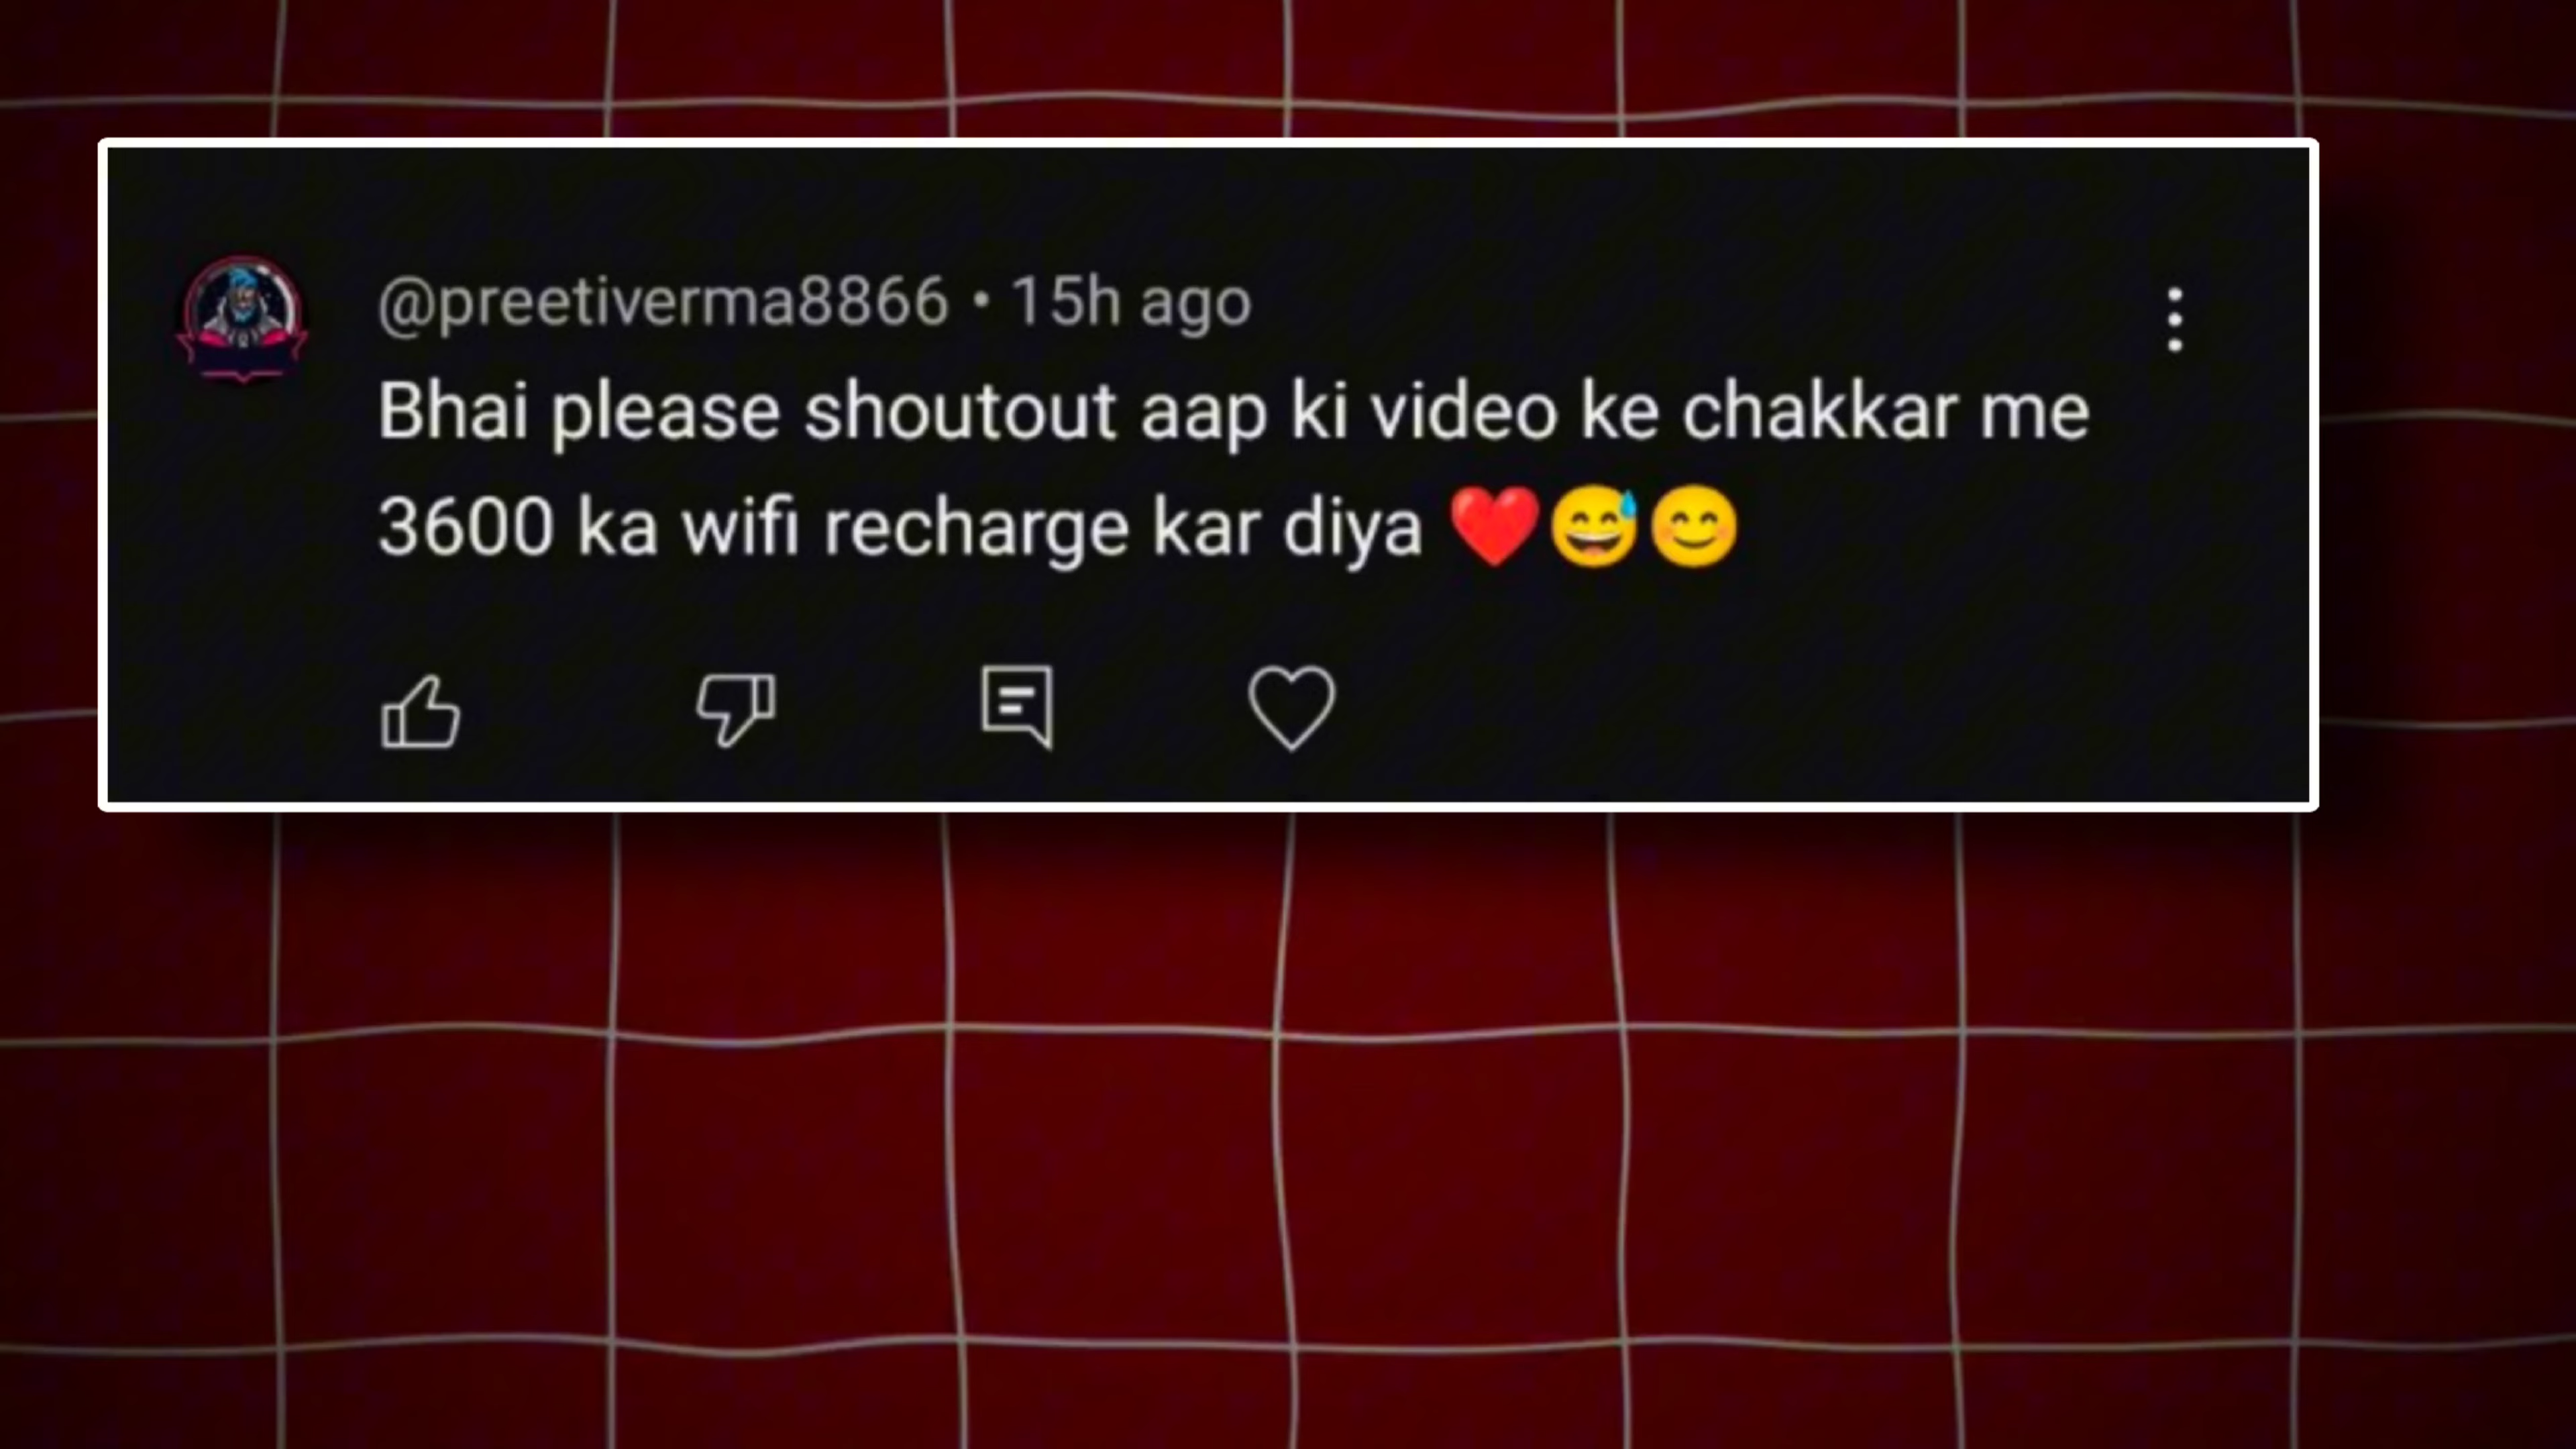 @preetiverma8866 • 15h ago
Bhai please shoutout aap ki video ke chakkar me
3600 ka wifi recharge kar diya ❤️😅😊